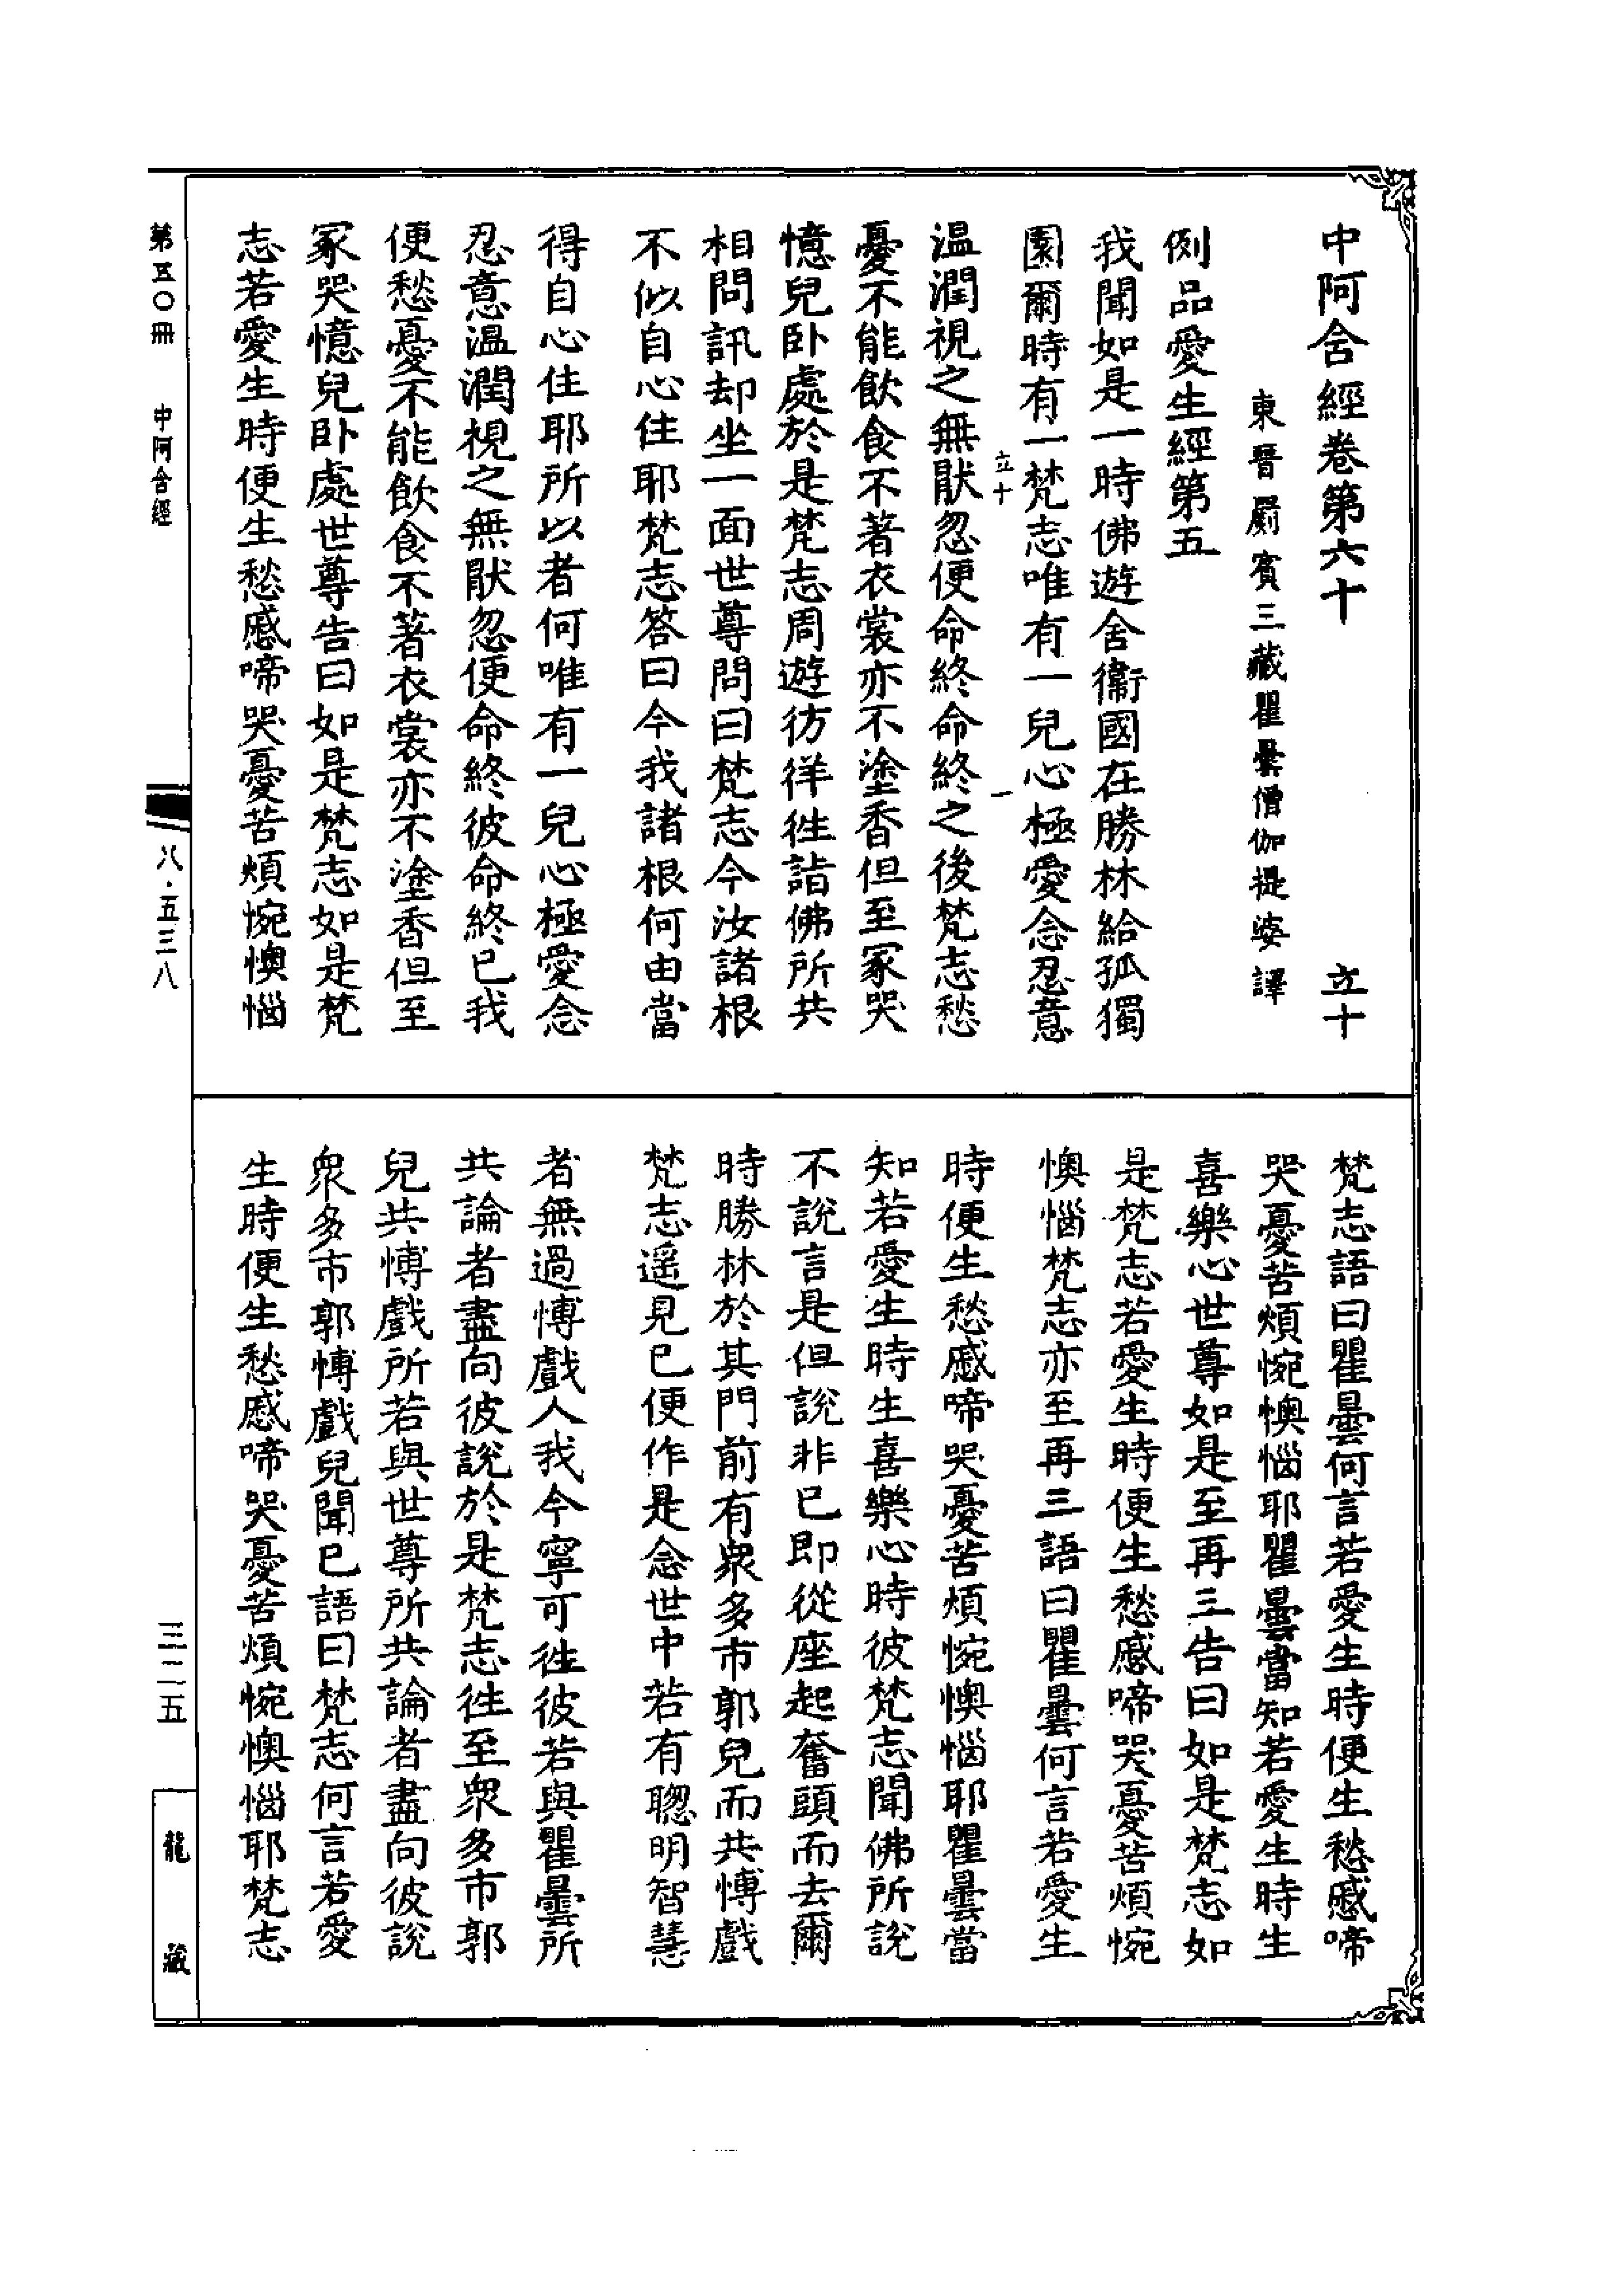 中阿含經卷第六十　立十
東晉罽賓三藏瞿曇僧伽提婆譯
例品愛生經第五
我聞如是一時佛遊舍衞國在勝林給孤獨
園爾時有一梵志唯有一兒心極愛念忍意
立十　一
温潤視之無猒忽便命終命終之後梵志愁
憂不能飲食不著衣裳亦不塗香但至冢哭
憶兒卧處於是梵志周遊彷徉徃詣佛所共
相問訊却坐一面世尊問曰梵志今汝諸根
不似自心住耶梵志答曰今我諸根何由當
得自心住耶所以者何唯有一兒心極愛念
忍意温潤視之無猒忽便命終彼命終已我
便愁憂不能飲食不著衣裳亦不塗香但至
冢哭憶兒卧處世尊告曰如是梵志如是梵
志若愛生時便生愁慼啼哭憂苦煩惋懊惱
梵志語曰瞿曇何言若愛生時便生愁慼啼
哭憂苦煩惋懊惱耶瞿曇當知若愛生時生
喜樂心世尊如是至再三告曰如是梵志如
是梵志若愛生時便生愁慼啼哭憂苦煩惋
懊惱梵志亦至再三語曰瞿曇何言若愛生
時便生愁慼啼哭憂苦煩惋懊惱耶瞿曇當
知若愛生時生喜樂心時彼梵志聞佛所說
不說言是但說非已即從座起奮頭而去爾
時勝林於其門前有衆多市郭兒而共愽戲
梵志遥見已便作是念世中若有聦明智慧
者無過愽戲人我今寧可徃彼若與瞿曇所
共論者盡向彼說於是梵志徃至衆多市郭
兒共愽戲所若與世尊所共論者盡向彼說
衆多市郭愽戲兒聞已語曰梵志何言若愛
生時便生愁慼啼哭憂苦煩惋懊惱耶梵志
第五〇冊　中阿含經
八·五三八
三二五
龍藏